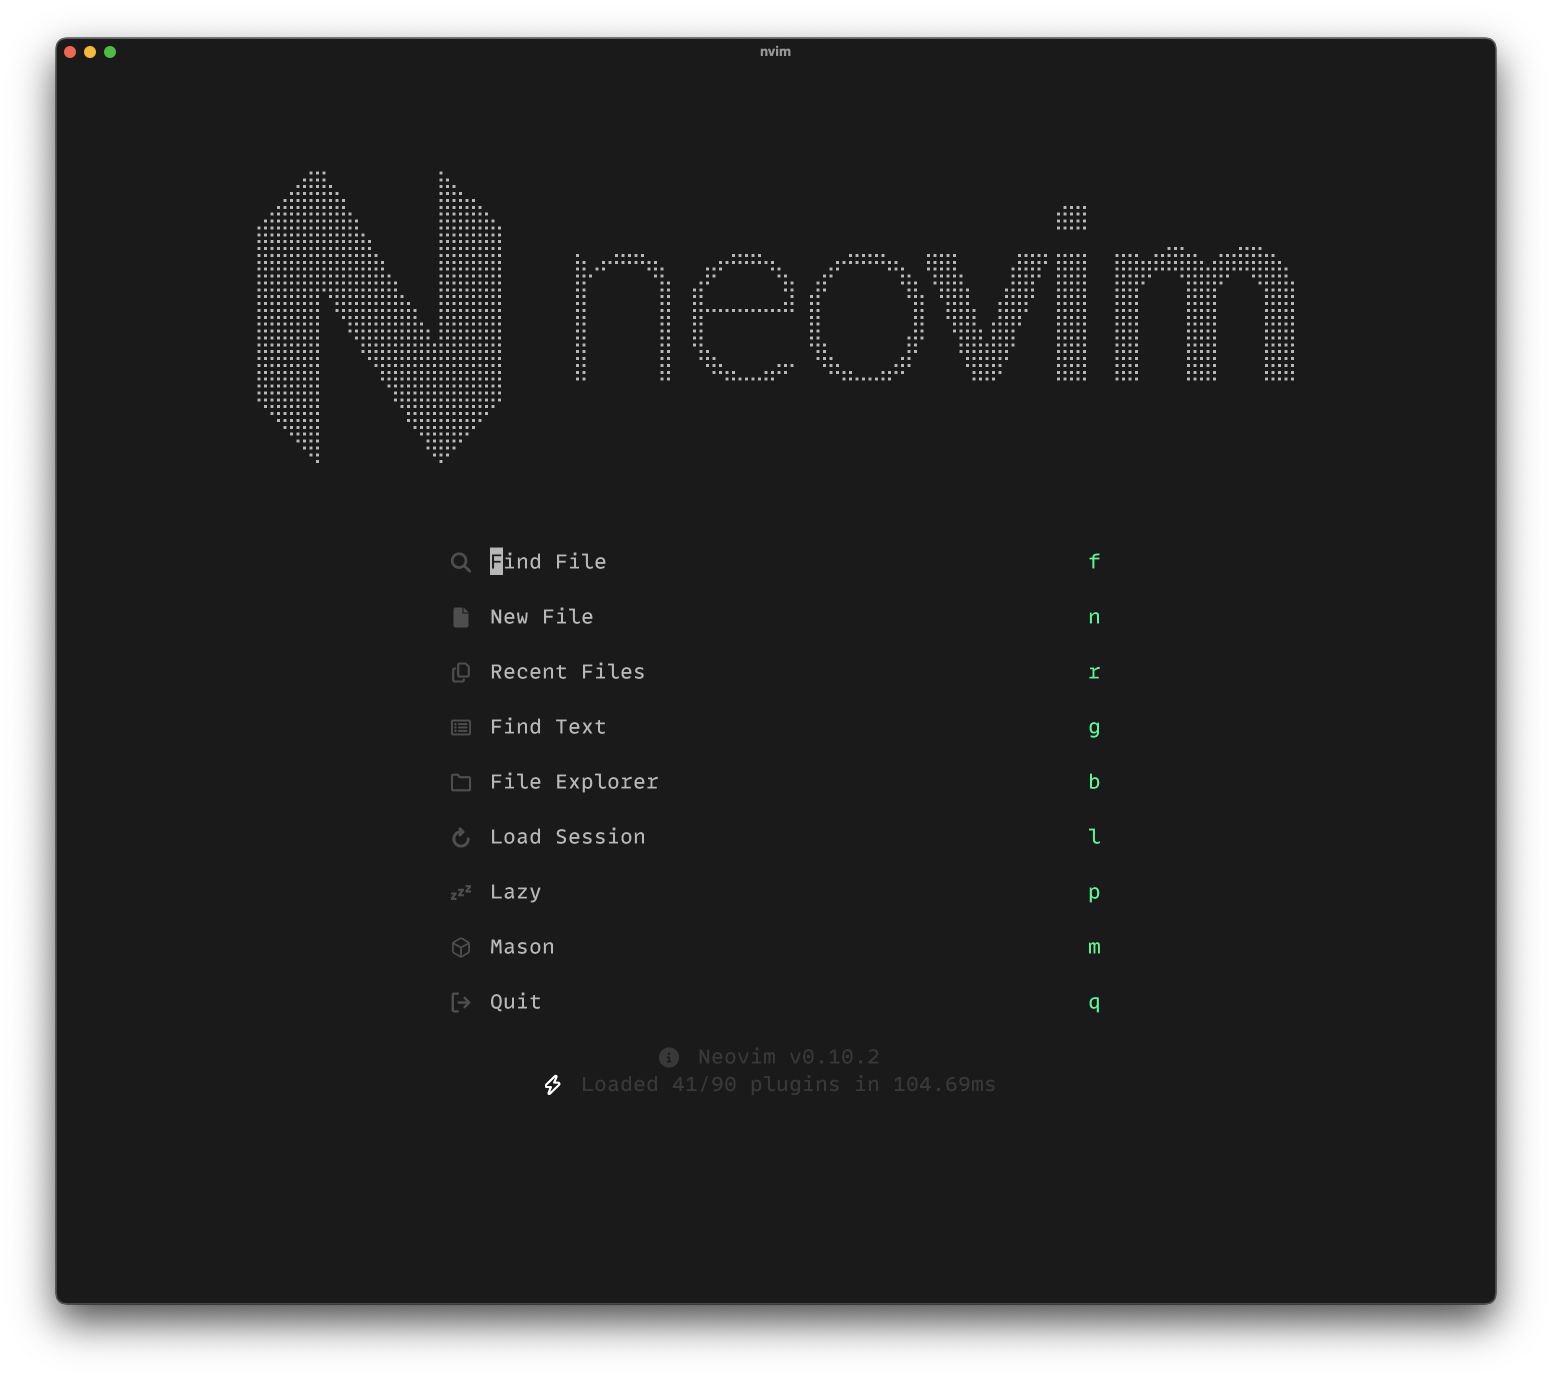 nvim
neovim
Find File f
New File n
Recent Files r
Find Text g
File Explorer b
Load Session l
zzz Lazy p
Mason m
Quit q
Neovim v0.10.2
Loaded 41/90 plugins in 104.69ms